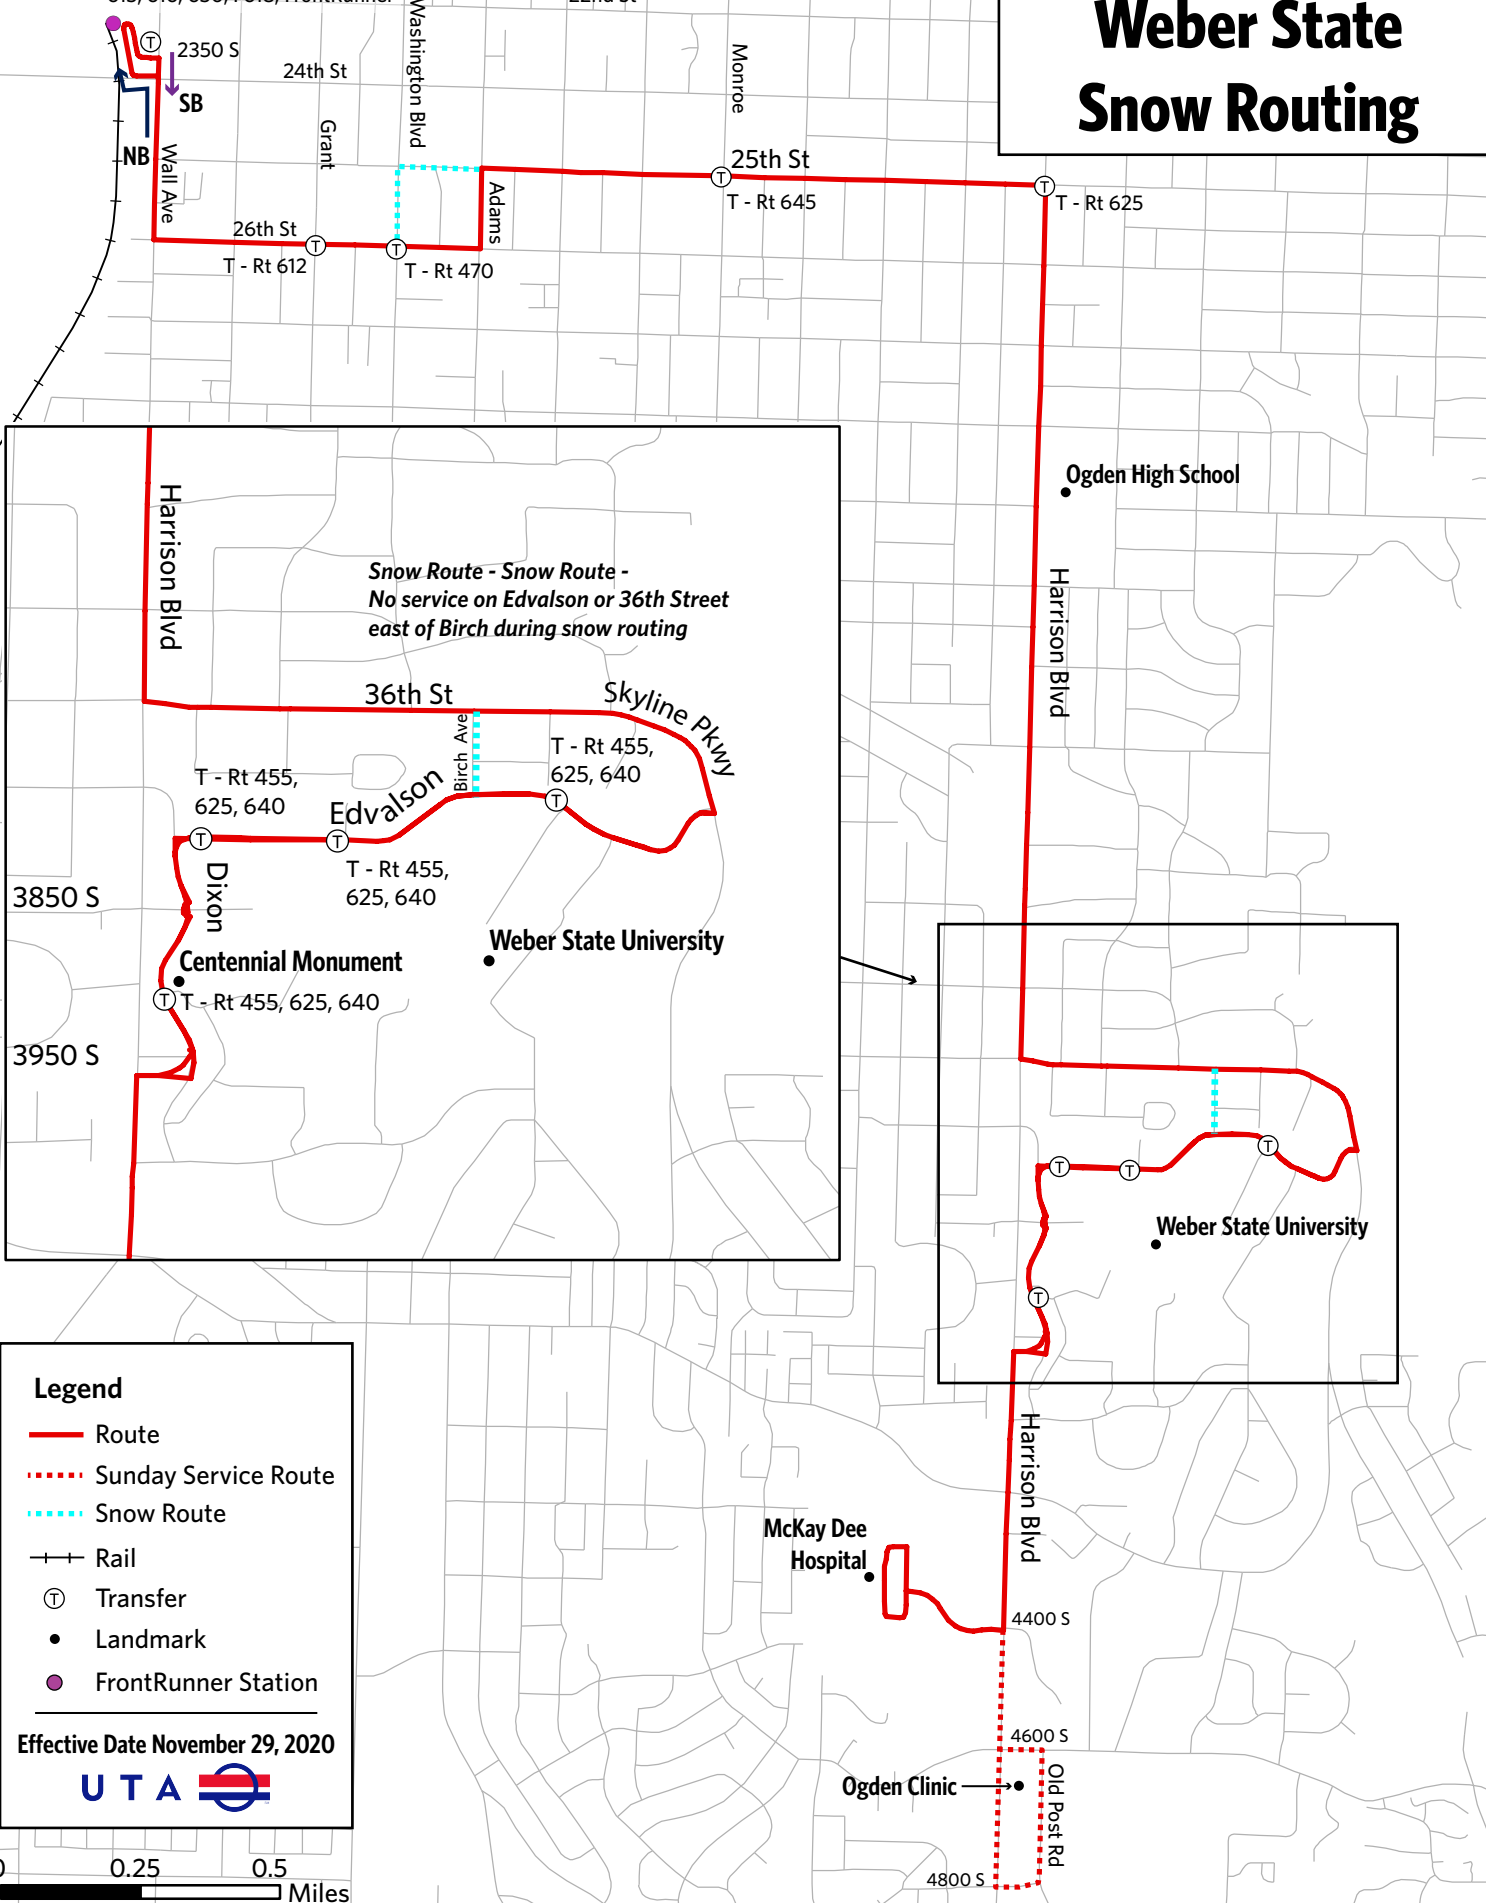 Weber State
Snow Routing
Washington Blvd
T
2350 S
24th St
SB
NB
Wall Ave
Grant
Monroe
25th St
Adams
T
T - Rt 645
T
T - Rt 625
26th St
T
T - Rt 612
T
T - Rt 470
Ogden High School
Harrison Blvd
Harrison Blvd
Snow Route - Snow Route -
No service on Edvalson or 36th Street
east of Birch during snow routing
36th St
Skyline Pkwy
Birch Ave
T - Rt 455,
625, 640
T
T - Rt 455,
625, 640
Edvalson
T
T
T - Rt 455,
625, 640
Dixon
3850 S
Weber State University
Centennial Monument
T
T - Rt 455, 625, 640
3950 S
T
T
T
Weber State University
T
Harrison Blvd
McKay Dee
Hospital
4400 S
4600 S
Ogden Clinic
Old Post Rd
4800 S
Legend
Route
Sunday Service Route
Snow Route
Rail
T Transfer
Landmark
FrontRunner Station
Effective Date November 29, 2020
U T A
0.25 0.5
Miles